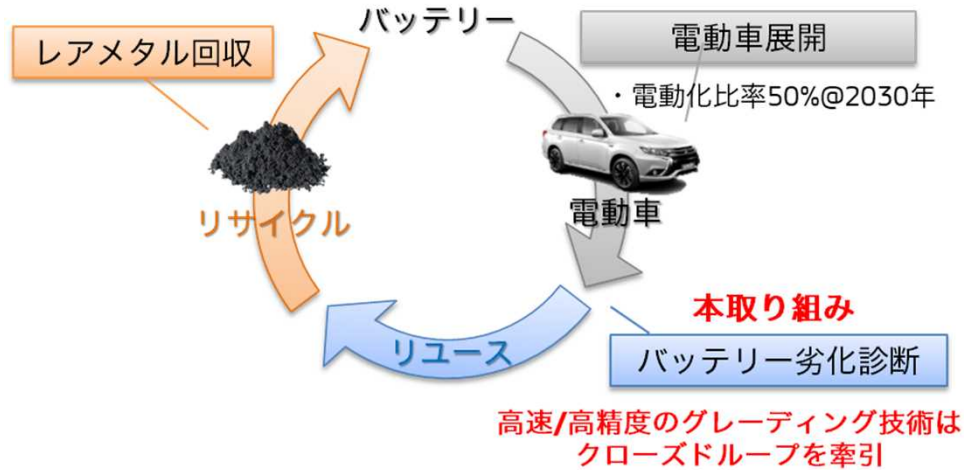 バッテリー
電動車展開
レアメタル回収
・電動化比率50%@2030年
電動車
リサイクル
本取り組み
リユース
バッテリー劣化診断
高速/高精度のグレーディング技術は
クローズドループを牽引